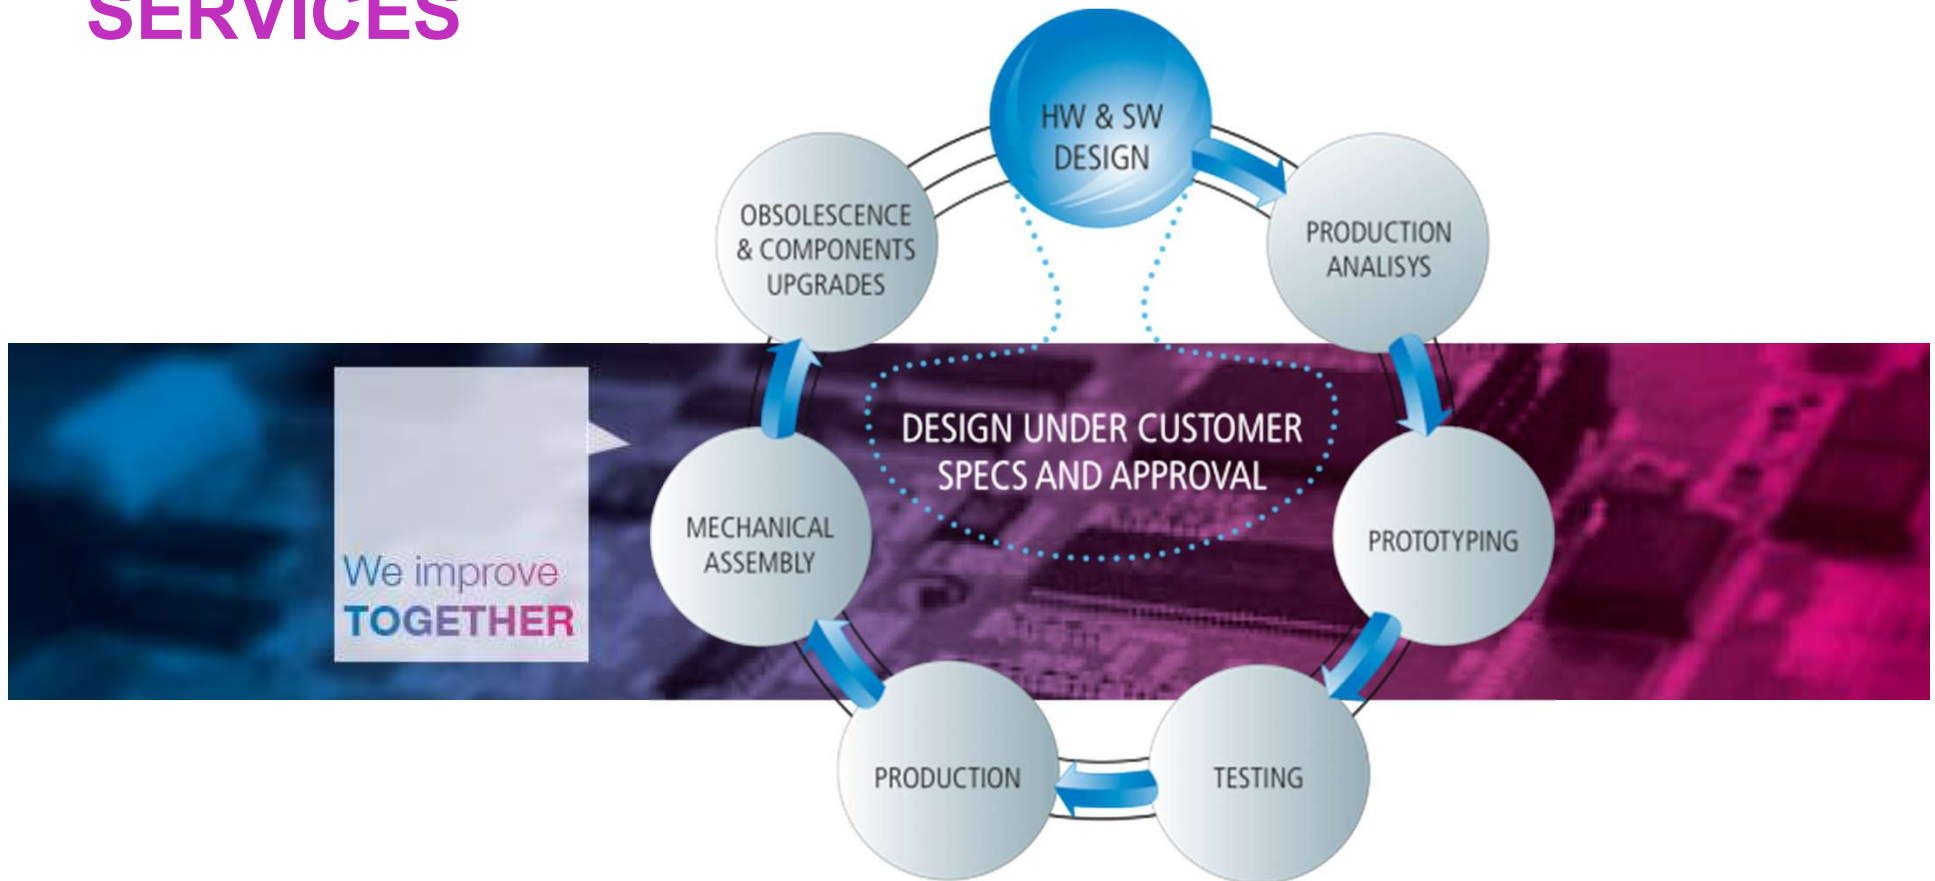 SERVICES
HW & SW
DESIGN
PRODUCTION
ANALISYS
PROTOTYPING
TESTING
PRODUCTION
MECHANICAL
ASSEMBLY
OBSOLESCENCE
& COMPONENTS
UPGRADES
DESIGN UNDER CUSTOMER
SPECS AND APPROVAL
We improve
TOGETHER